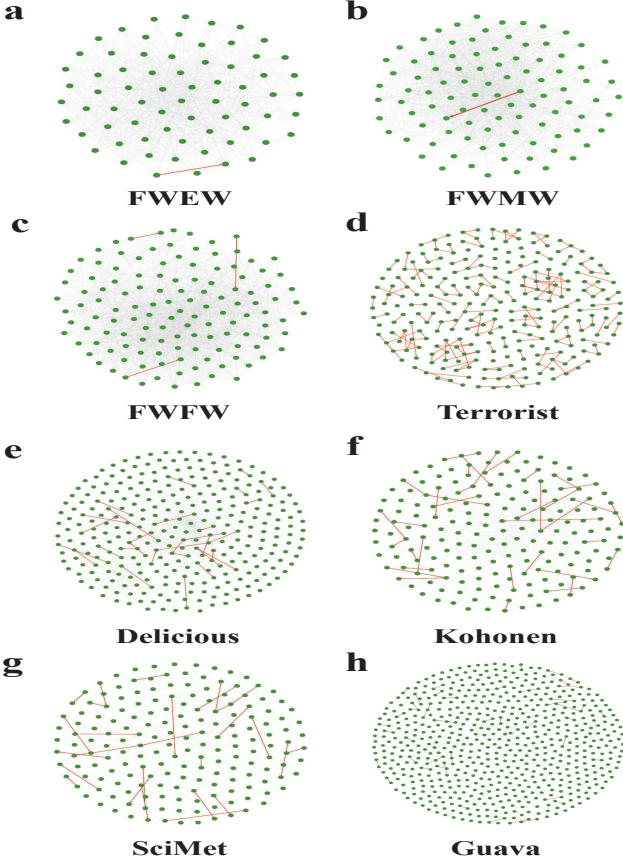 a
b
FWEW
FWMW
c
d
FWFW
Terrorist
e
f
Delicious
Kohonen
g
h
SciMet
Guava